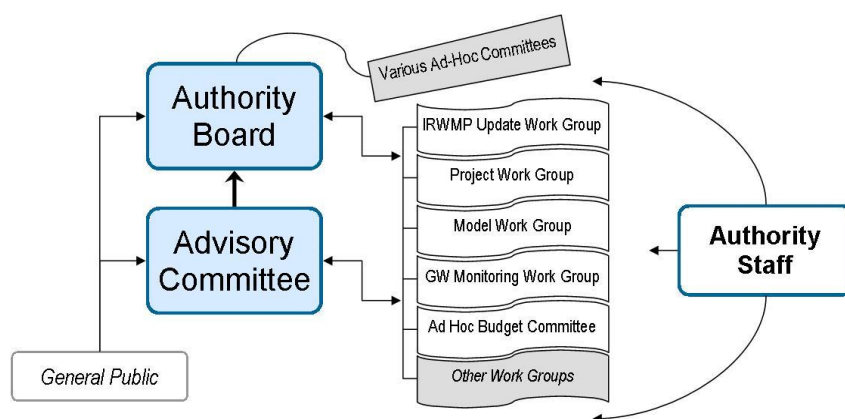 Various Ad-Hoc Committees
Authority
Board
IRWMP Update Work Group
Project Work Group
Model Work Group
Advisory
Committee
GW Monitoring Work Group
Ad Hoc Budget Committee
Other Work Groups
Authority
Staff
General Public